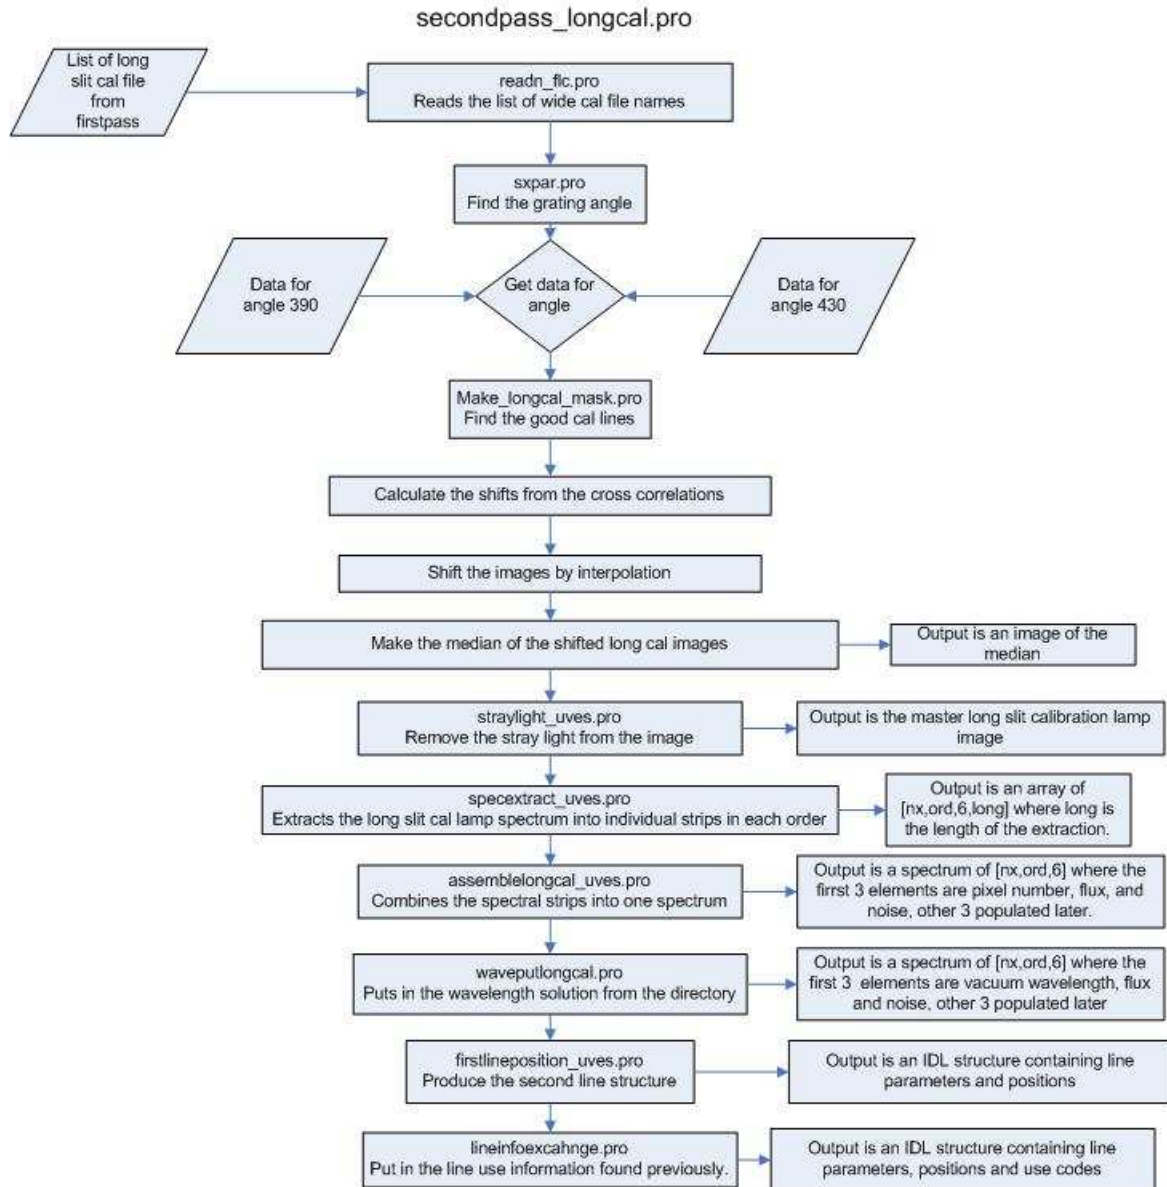 secondpass_longcal.pro
List of long
slit cal file
from
firstpass
readn_flc.pro
Reads the list of wide cal file names
sxpar.pro
Find the grating angle
Data for
angle 390
Get data for
angle
Data for
angle 430
Make_longcal_mask.pro
Find the good cal lines
Calculate the shifts from the cross correlations
Shift the images by interpolation
Make the median of the shifted long cal images
Output is an image of the
median
straylight_uves.pro
Remove the stray light from the image
Output is the master long slit calibration lamp
image
specextract_uves.pro
Extracts the long slit cal lamp spectrum into individual strips in each order
Output is an array of
[nx,ord,6,long] where long is
the length of the extraction.
assemblelongcal_uves.pro
Combines the spectral strips into one spectrum
Output is a spectrum of [nx,ord,6] where the
firrst 3 elements are pixel number, flux, and
noise, other 3 populated later.
waveputlongcal.pro
Puts in the wavelength solution from the directory
Output is a spectrum of [nx,ord,6] where the
first 3 elements are vacuum wavelength, flux
and noise, other 3 populated later
firstlineposition_uves.pro
Produce the second line structure
Output is an IDL structure containing line
parameters and positions
lineinfoexcahnge.pro
Put in the line use information found previously.
Output is an IDL structure containing line
parameters, positions and use codes